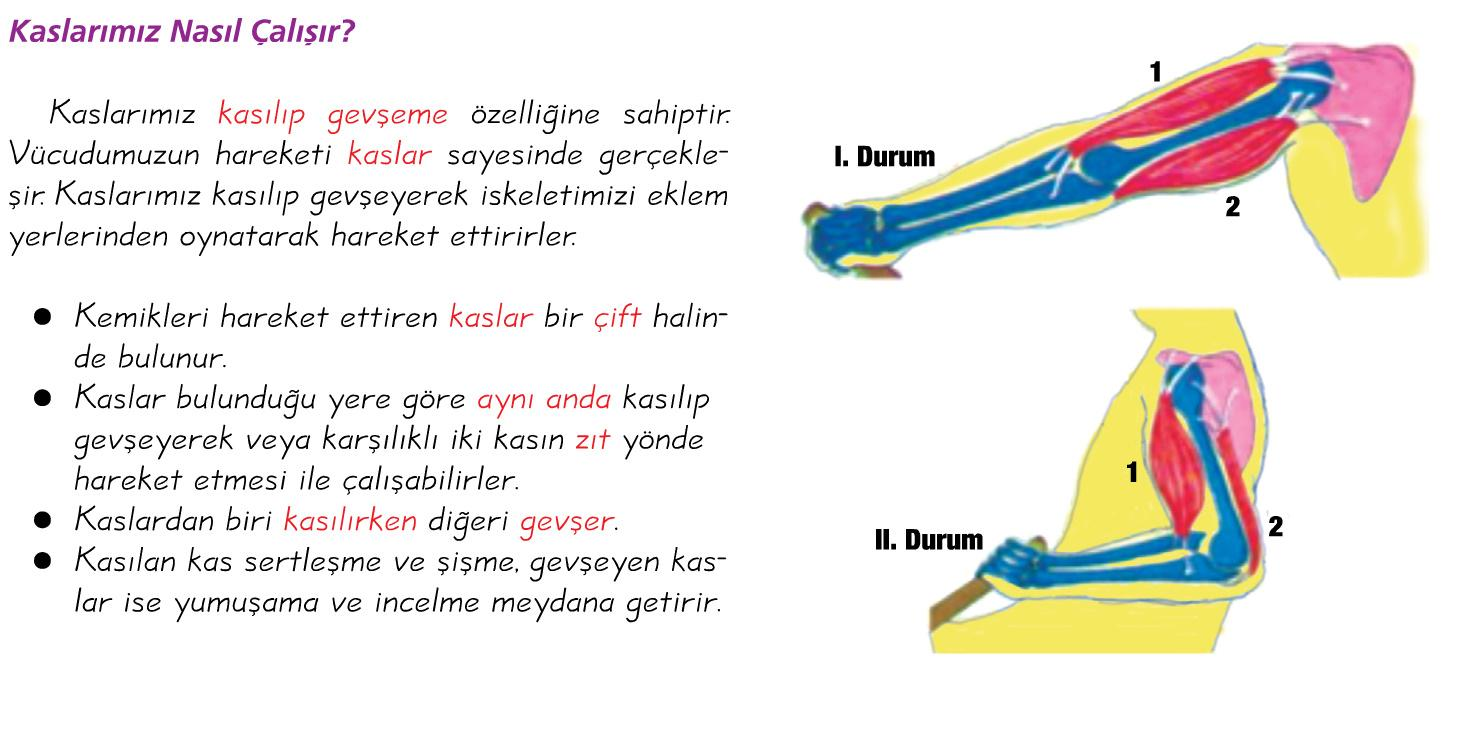 Kaslarımız Nasıl Çalışır?
Kaslarımız kasılıp gevşeme özelliğine sahiptir.
Vücudumuzun hareketi kaslar sayesinde gerçekle-
şir. Kaslarımız kasılıp gevşeyerek iskeletimizi eklem
yerlerinden oynatarak hareket ettirirler.
● Kemikleri hareket ettiren kaslar bir çift halin-
de bulunur.
● Kaslar bulunduğu yere göre aynı anda kasılıp
gevşeyerek veya karşılıklı iki kasın zıt yönde
hareket etmesi ile çalışabilirler.
● Kaslardan biri kasılırken diğeri gevşer.
● Kasılan kas sertleşme ve şişme, gevşeyen kas-
lar ise yumuşama ve incelme meydana getirir.
1
I. Durum
2
1
2
II. Durum